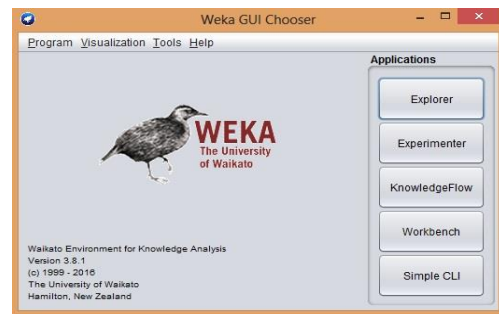 Weka GUI Chooser
Program Visualization Tools Help
Applications
WEKA
The University
of Waikato
Explorer
Experimenter
KnowledgeFlow
Workbench
Simple CLI
Waikato Environment for Knowledge Analysis
Version 3.8.1
(c) 1999 - 2016
The University of Waikato
Hamilton, New Zealand